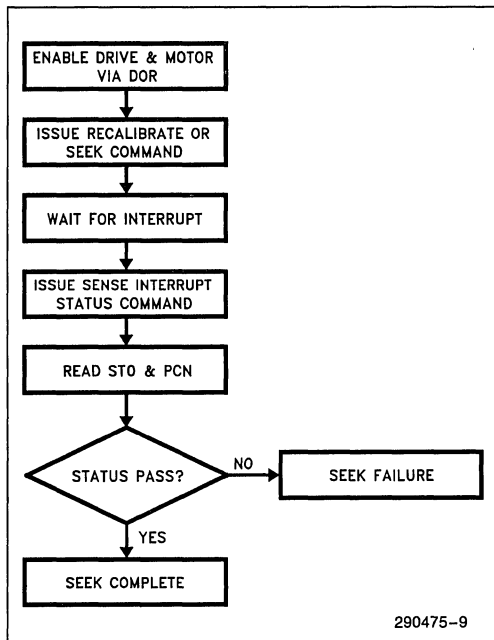 ENABLE DRIVE & MOTOR
VIA DOR
ISSUE RECALIBRATE OR
SEEK COMMAND
WAIT FOR INTERRUPT
ISSUE SENSE INTERRUPT
STATUS COMMAND
READ ST0 & PCN
STATUS PASS?
NO
SEEK FAILURE
YES
SEEK COMPLETE
290475-9